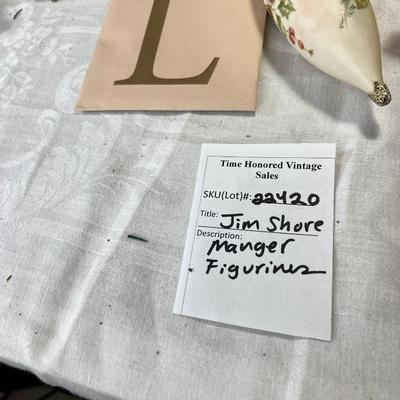 L
Time Honored Vintage
Sales
SKU(Lot)#: 22420
Title: Jim Shore
Description:
Manger
Figurines